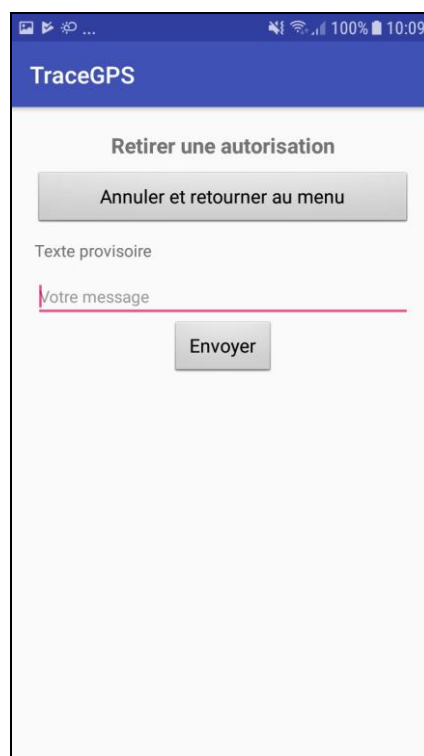 ... 100% 10:09
TraceGPS
Retirer une autorisation
Annuler et retourner au menu
Texte provisoire
Votre message
Envoyer